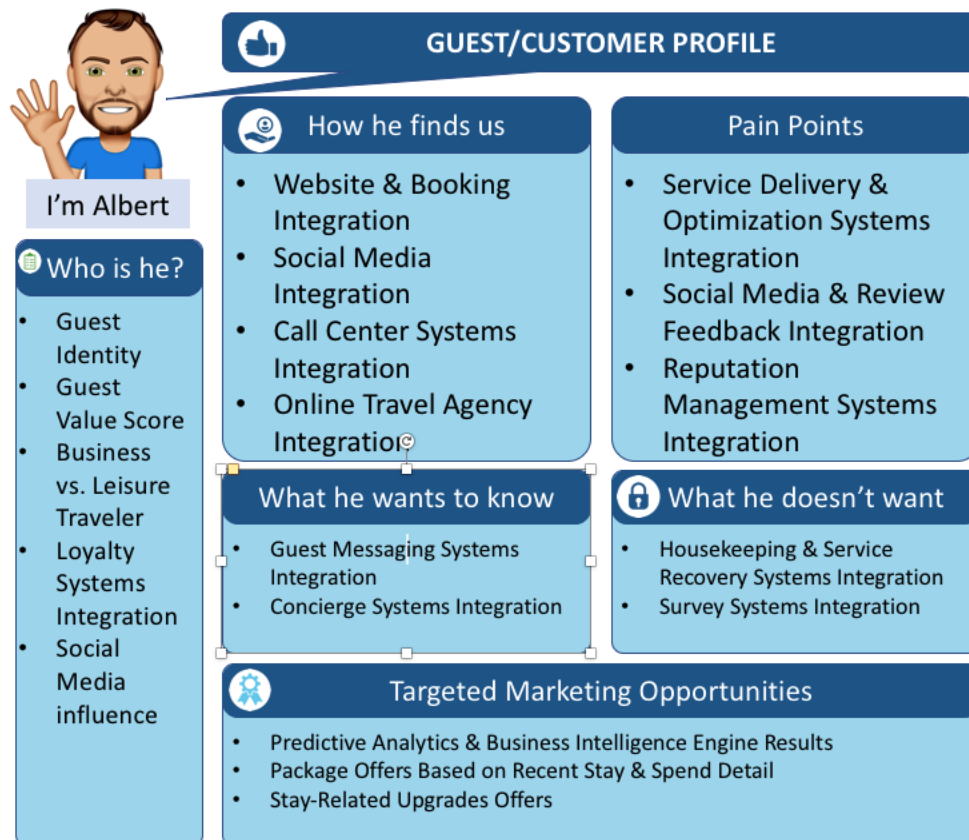 GUEST/CUSTOMER PROFILE
I'm Albert
Who is he?
• Guest
Identity
• Guest
Value Score
• Business
vs. Leisure
Traveler
• Loyalty
Systems
Integration
• Social
Media
influence
How he finds us
• Website & Booking
Integration
• Social Media
Integration
• Call Center Systems
Integration
• Online Travel Agency
Integration
Pain Points
• Service Delivery &
Optimization Systems
Integration
• Social Media & Review
Feedback Integration
• Reputation
Management Systems
Integration
What he wants to know
• Guest Messaging Systems
Integration
• Concierge Systems Integration
What he doesn't want
• Housekeeping & Service
Recovery Systems Integration
• Survey Systems Integration
Targeted Marketing Opportunities
• Predictive Analytics & Business Intelligence Engine Results
• Package Offers Based on Recent Stay & Spend Detail
• Stay-Related Upgrades Offers